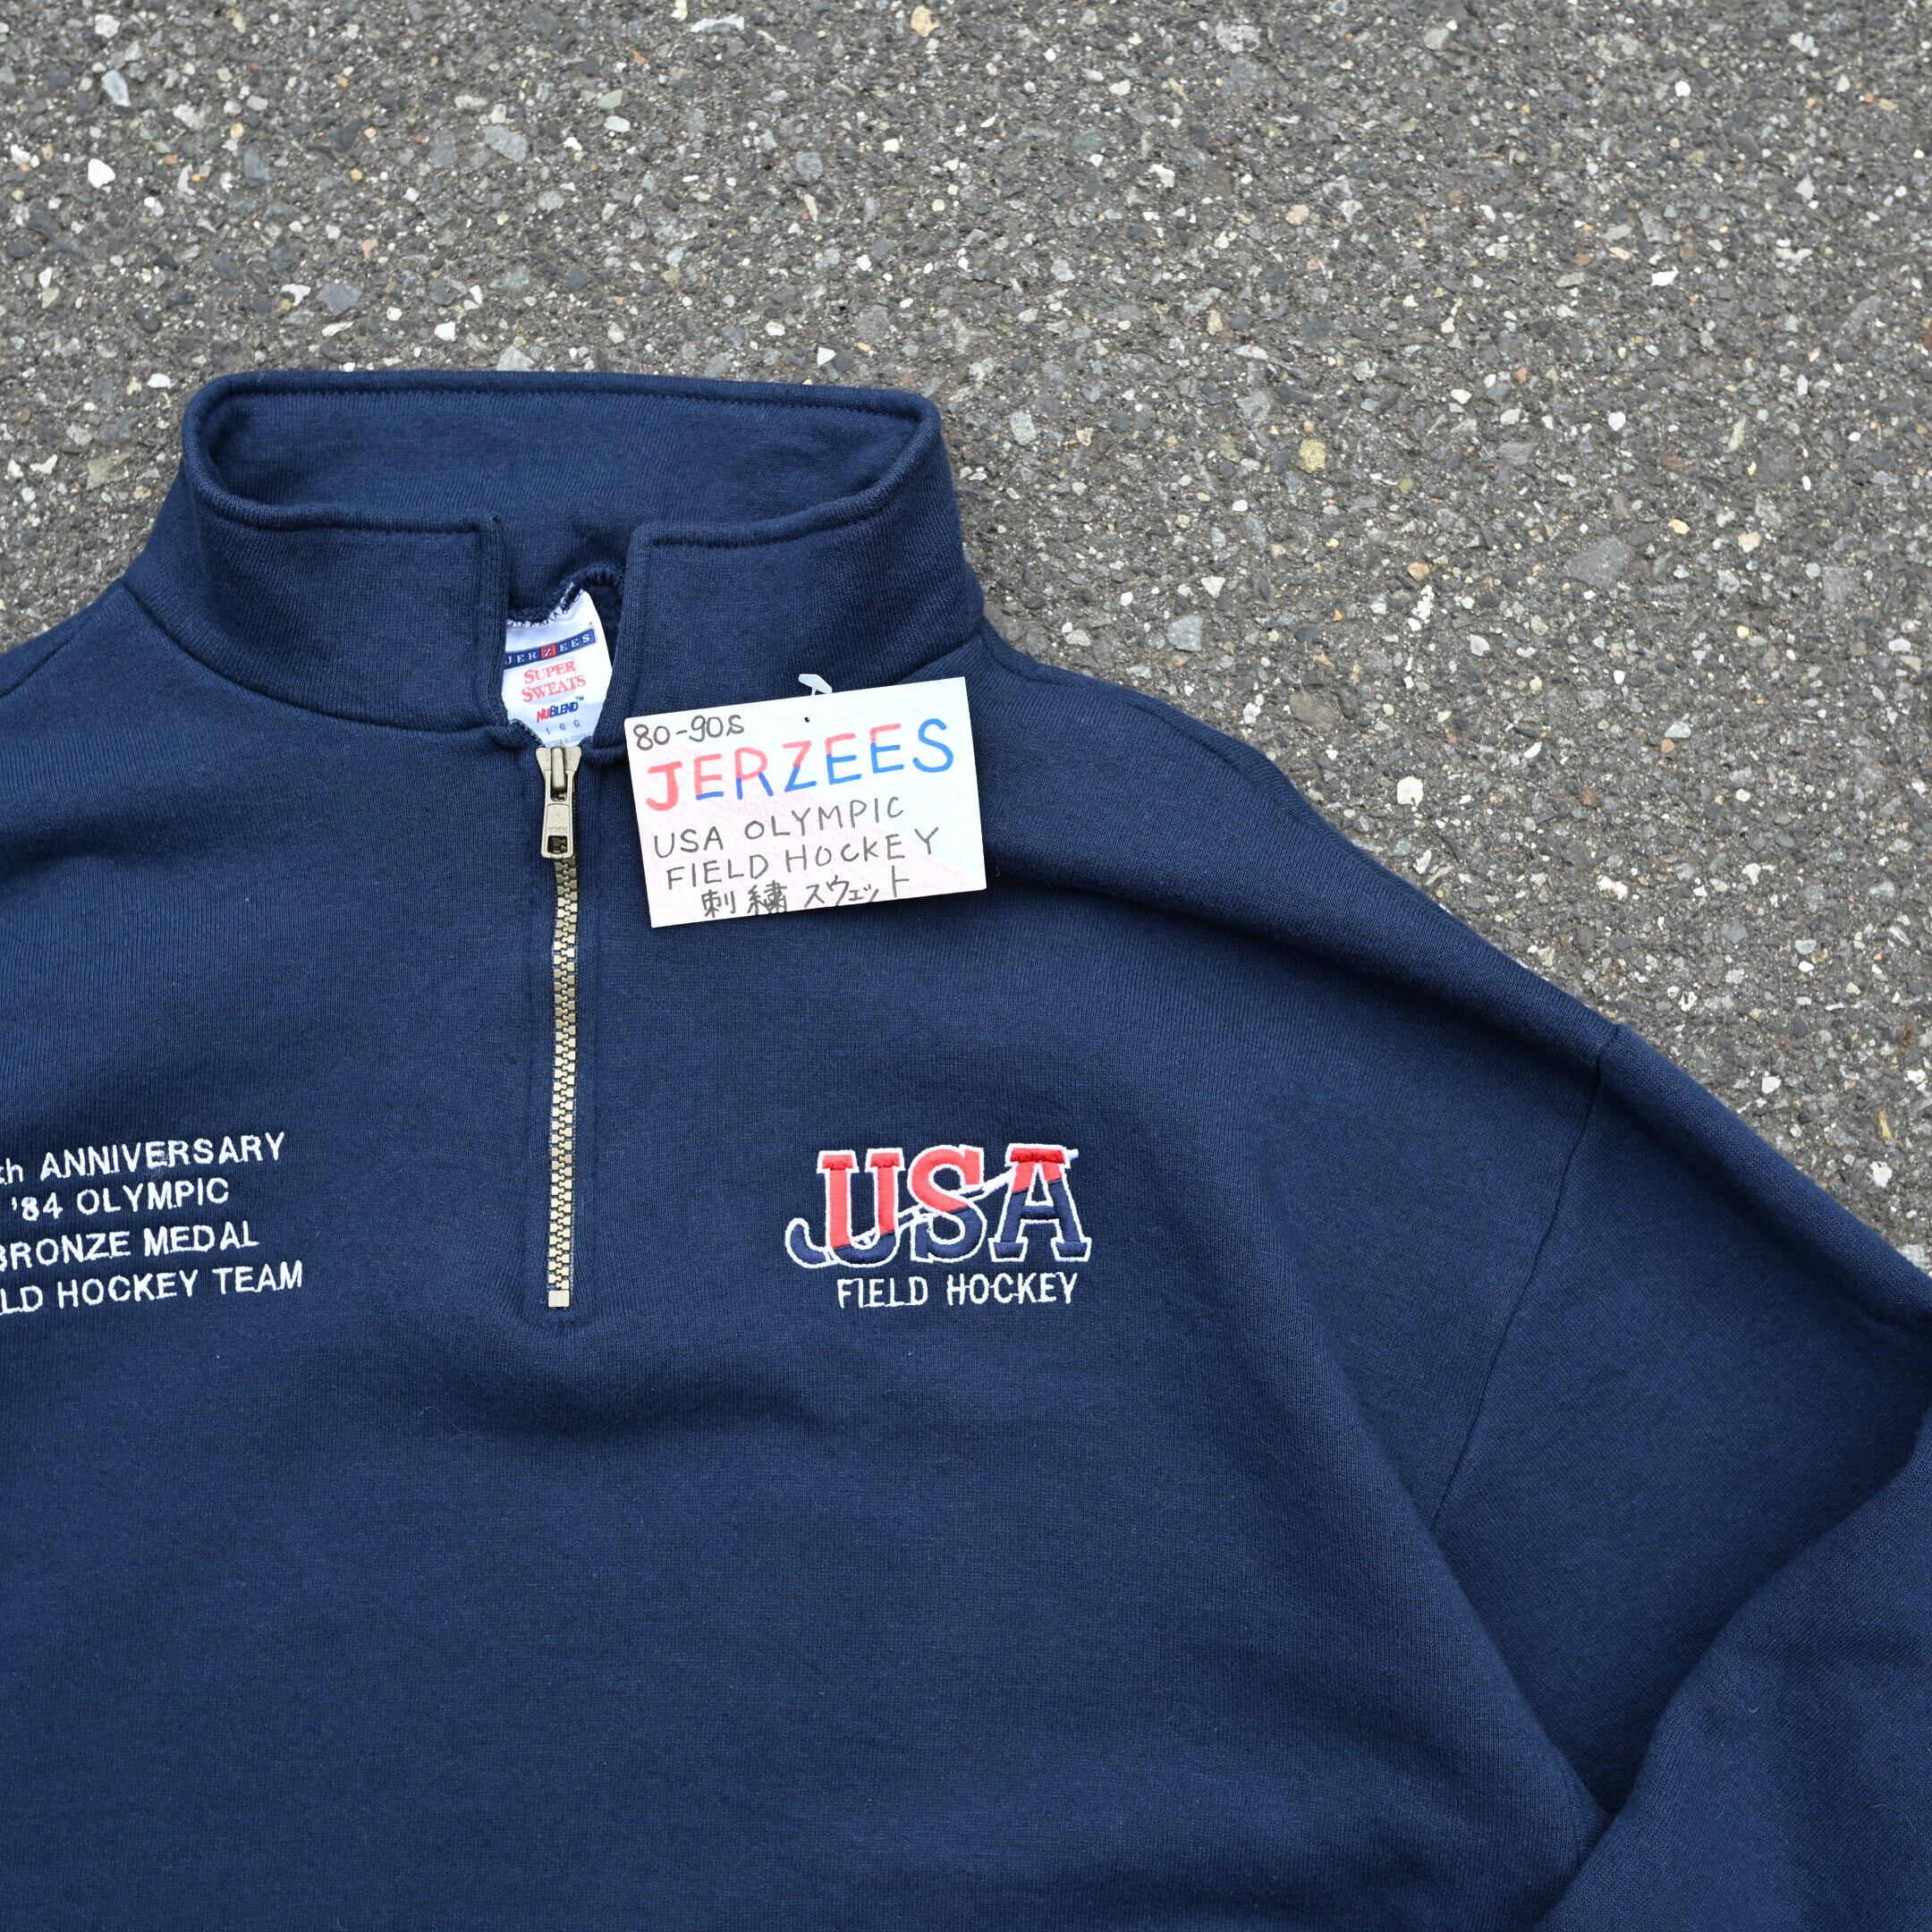 JERZEES
SUPER
SWEATS
NUBLEND™
80-90s
JERZEES
USA OLYMPIC
FIELD HOCKEY
刺繍スウェット
th ANNIVERSARY
'84 OLYMPIC
BRONZE MEDAL
LD HOCKEY TEAM
USA
FIELD HOCKEY